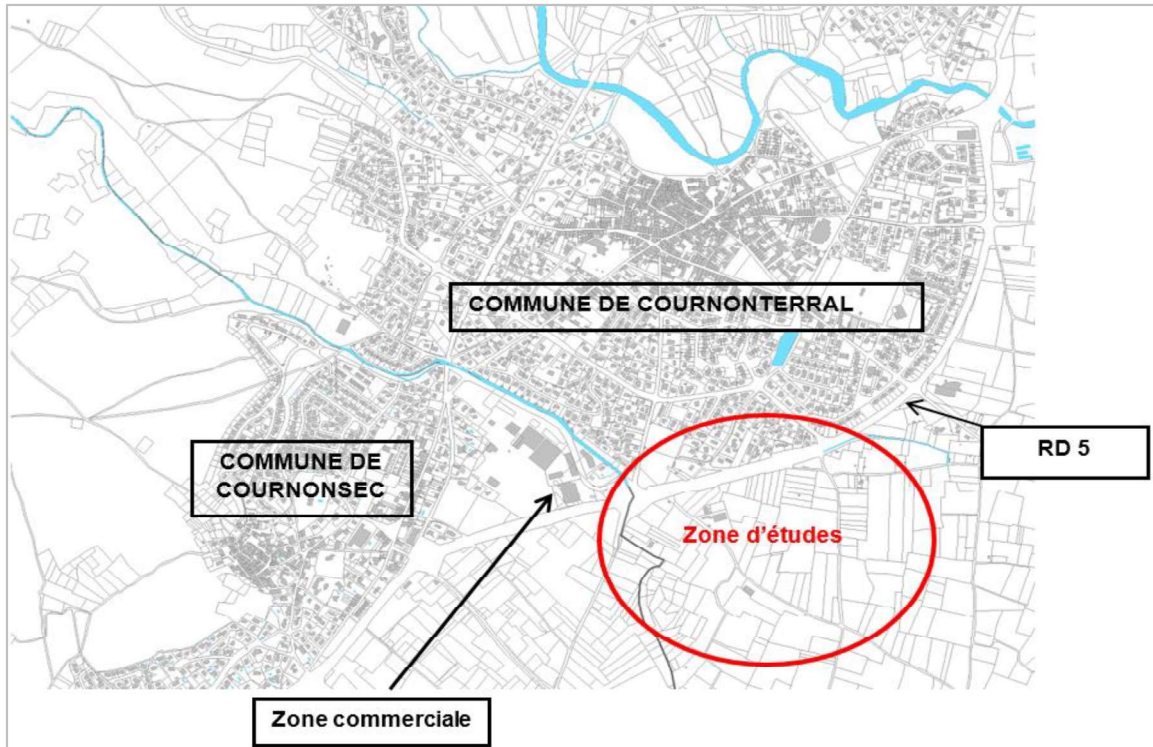 COMMUNE DE COURNONTERRAL
COMMUNE DE
COURNONSEC
RD 5
Zone d'études
Zone commerciale